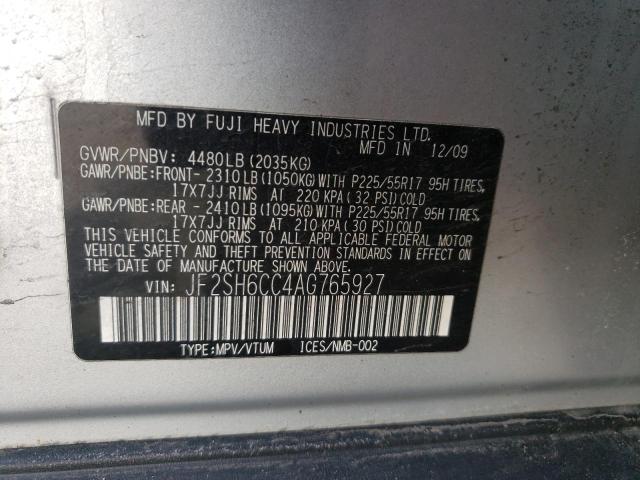 MFD BY FUJI HEAVY INDUSTRIES LTD.
MFD IN 12/09
GVWR/PNBV: 4480LB (2035KG)
GAWR/PNBE:FRONT- 2310LB (1050KG) WITH P225/55R17 95H TIRES,
17X7JJ RIMS AT 220 KPA (32 PSI) COLD
GAWR/PNBE:REAR - 2410LB (1095KG) WITH P225/55R17 95H TIRES,
17X7JJ RIMS AT 210 KPA (30 PSI) COLD
THIS VEHICLE CONFORMS TO ALL APPLICABLE FEDERAL MOTOR
VEHICLE SAFETY AND THEFT PREVENTION STANDARDS IN EFFECT ON
THE DATE OF MANUFACTURE SHOWN ABOVE.
VIN: JF2SH6CC4AG765927
TYPE:MPV/VTUM ICES/NMB-002